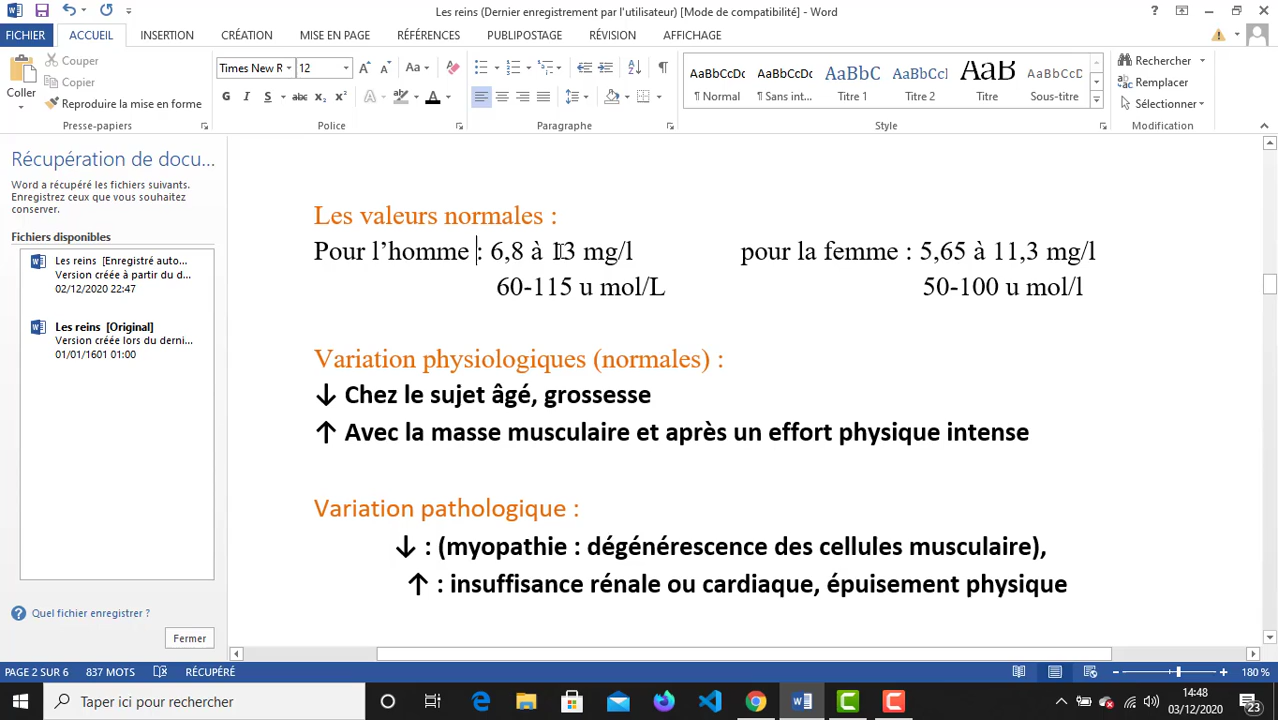 Les reins (Dernier enregistrement par l'utilisateur) [Mode de compatibilité] - Word
FICHIER ACCUEIL INSERTION CRÉATION MISE EN PAGE RÉFÉRENCES PUBLIPOSTAGE RÉVISION AFFICHAGE
Coller
Couper
Copier
Reproduire la mise en forme
Presse-papiers
Times New R 12
G I S abc x₂ x²
Police
Paragraphe
AaBbCcDc AaBbCcDc AaBbC AaBbCcI AaB AaBbCcD
¶ Normal ¶ Sans int... Titre 1 Titre 2 Titre Sous-titre
Style
Rechercher
Remplacer
Sélectionner
Modification
Récupération de docu...
Word a récupéré les fichiers suivants.
Enregistrez ceux que vous souhaitez
conserver.
Fichiers disponibles
Les reins [Enregistré auto...
Version créée à partir du d...
02/12/2020 22:47
Les reins [Original]
Version créée lors du derni...
01/01/1601 01:00
Quel fichier enregistrer ?
Fermer
Les valeurs normales :
Pour l’homme : 6,8 à 13 mg/l pour la femme : 5,65 à 11,3 mg/l
60-115 u mol/L 50-100 u mol/l
Variation physiologiques (normales) :
↓ Chez le sujet âgé, grossesse
↑ Avec la masse musculaire et après un effort physique intense
Variation pathologique :
↓ : (myopathie : dégénérescence des cellules musculaire),
↑ : insuffisance rénale ou cardiaque, épuisement physique
PAGE 2 SUR 6 837 MOTS RÉCUPÉRÉ 180 %
Taper ici pour rechercher
14:48
03/12/2020
23